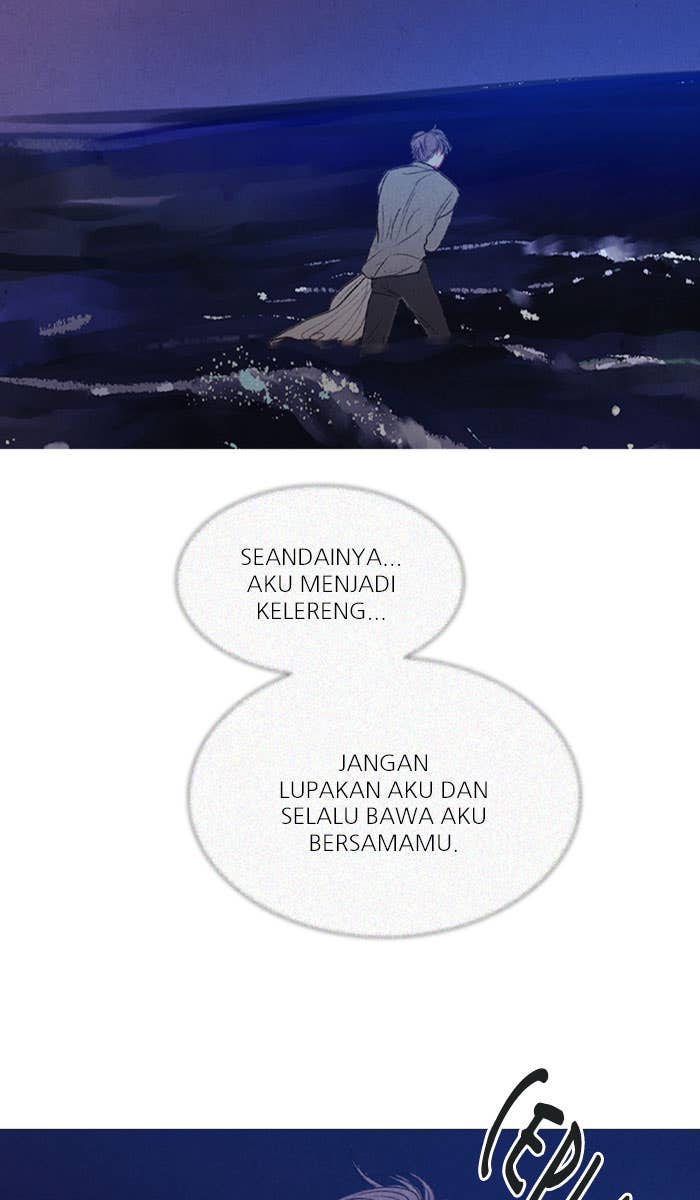 SEANDAINYA...
AKU MENJADI
KELERENG...
JANGAN
LUPAKAN AKU DAN
SELALU BAWA AKU
BERSAMAMU.